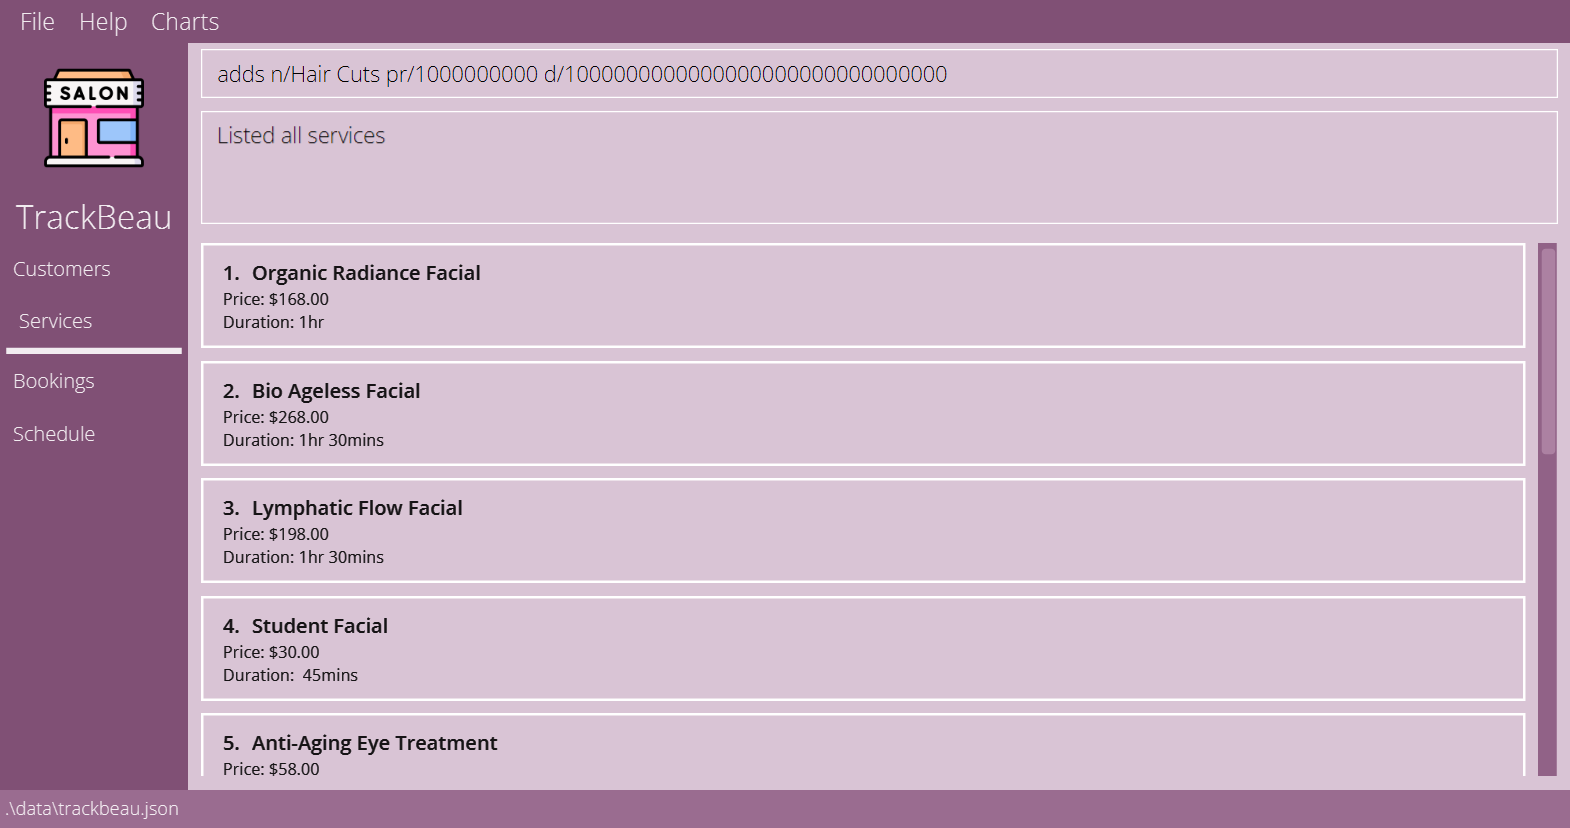 File Help Charts
SALON
TrackBeau
Customers
Services
Bookings
Schedule
adds n/Hair Cuts pr/1000000000 d/1000000000000000000000000000000
Listed all services
1. Organic Radiance Facial
Price: $168.00
Duration: 1hr
2. Bio Ageless Facial
Price: $268.00
Duration: 1hr 30mins
3. Lymphatic Flow Facial
Price: $198.00
Duration: 1hr 30mins
4. Student Facial
Price: $30.00
Duration: 45mins
5. Anti-Aging Eye Treatment
Price: $58.00
.\data\trackbeau.json